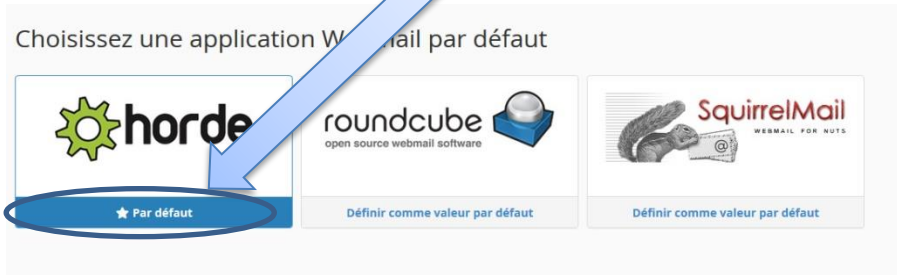 Choisissez une application Webmail par défaut
horde
roundcube
open source webmail software
SquirrelMail
WEBMAIL FOR NUTS
@
Par défaut
Définir comme valeur par défaut
Définir comme valeur par défaut